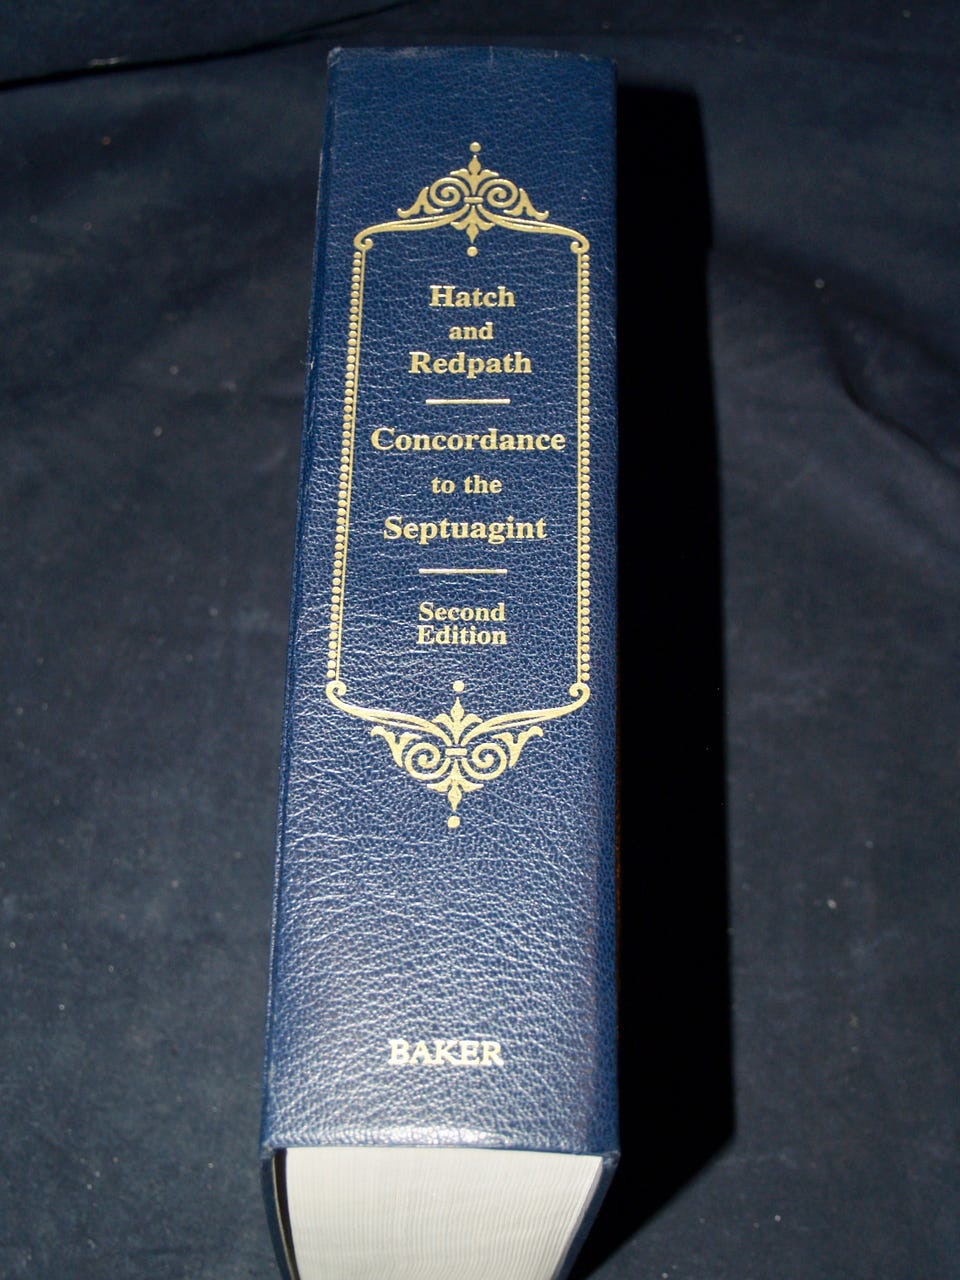 Hatch
and
Redpath
Concordance
to the
Septuagint
Second
Edition
BAKER